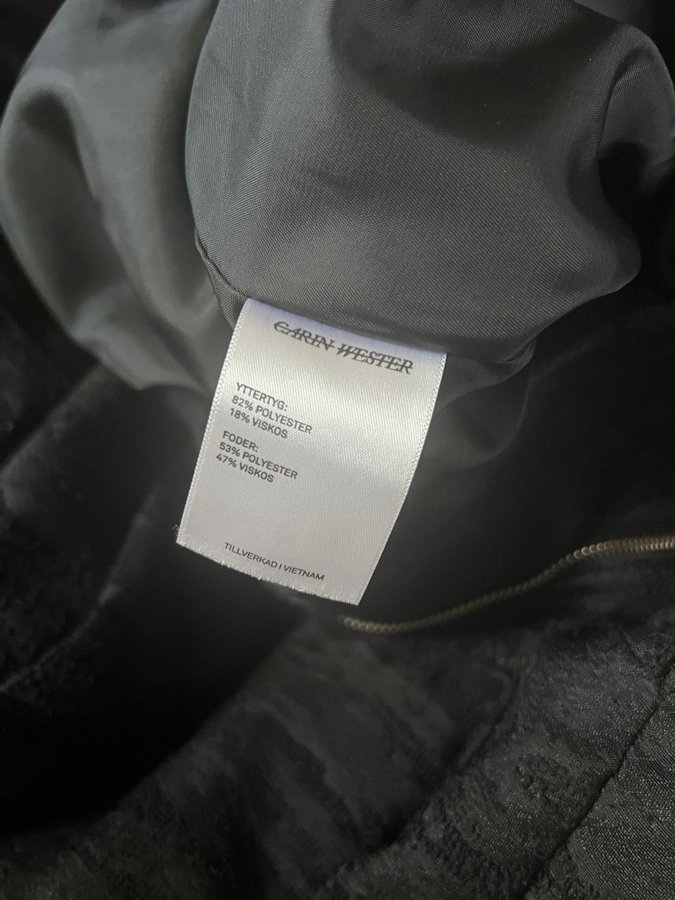 CARIN WESTER
YTTERTYG:
82% POLYESTER
18% VISKOS
FODER:
53% POLYESTER
47% VISKOS
TILLVERKAD I VIETNAM